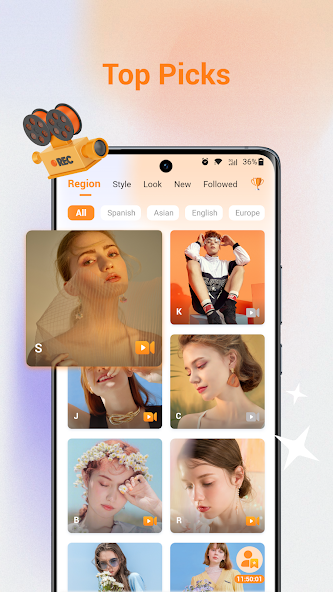 Top Picks
REC
36%
Region Style Look New Followed
All Spanish Asian English Europe
S
K
J
C
B
R
11:50:01